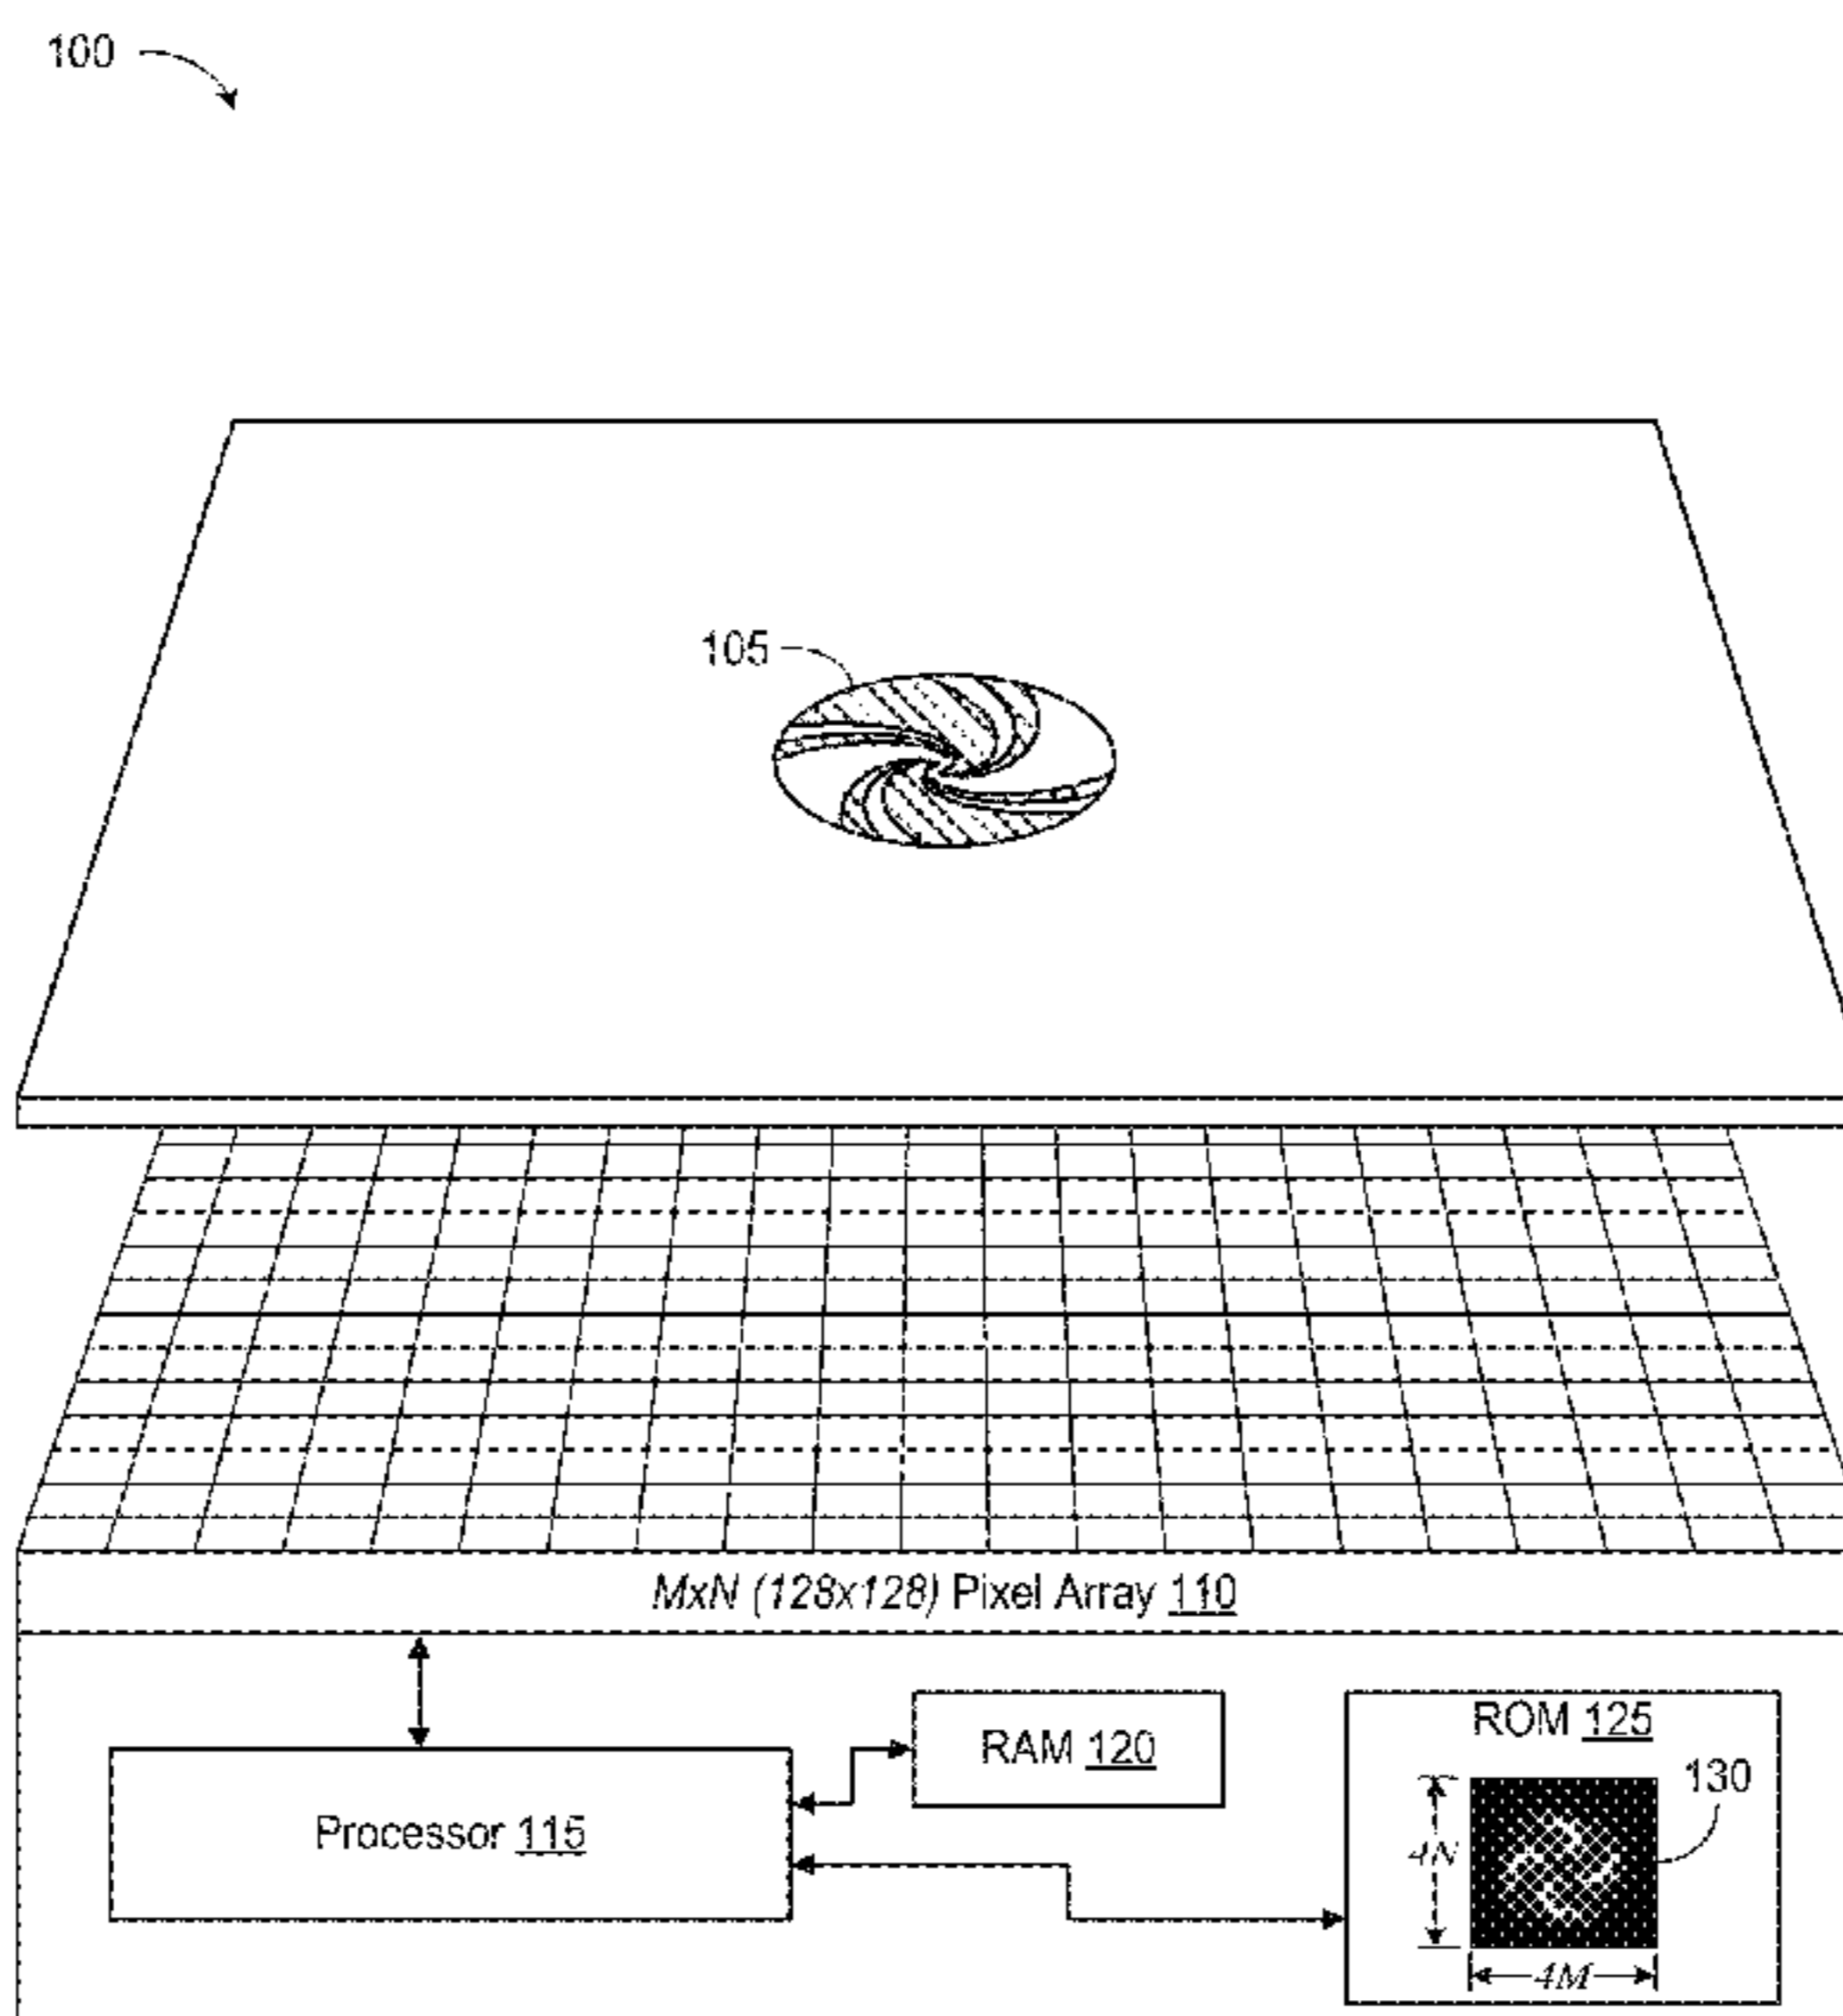 100
105
MxN (128x128) Pixel Array 110
Processor 115
RAM 120
ROM 125
130
4N
4M